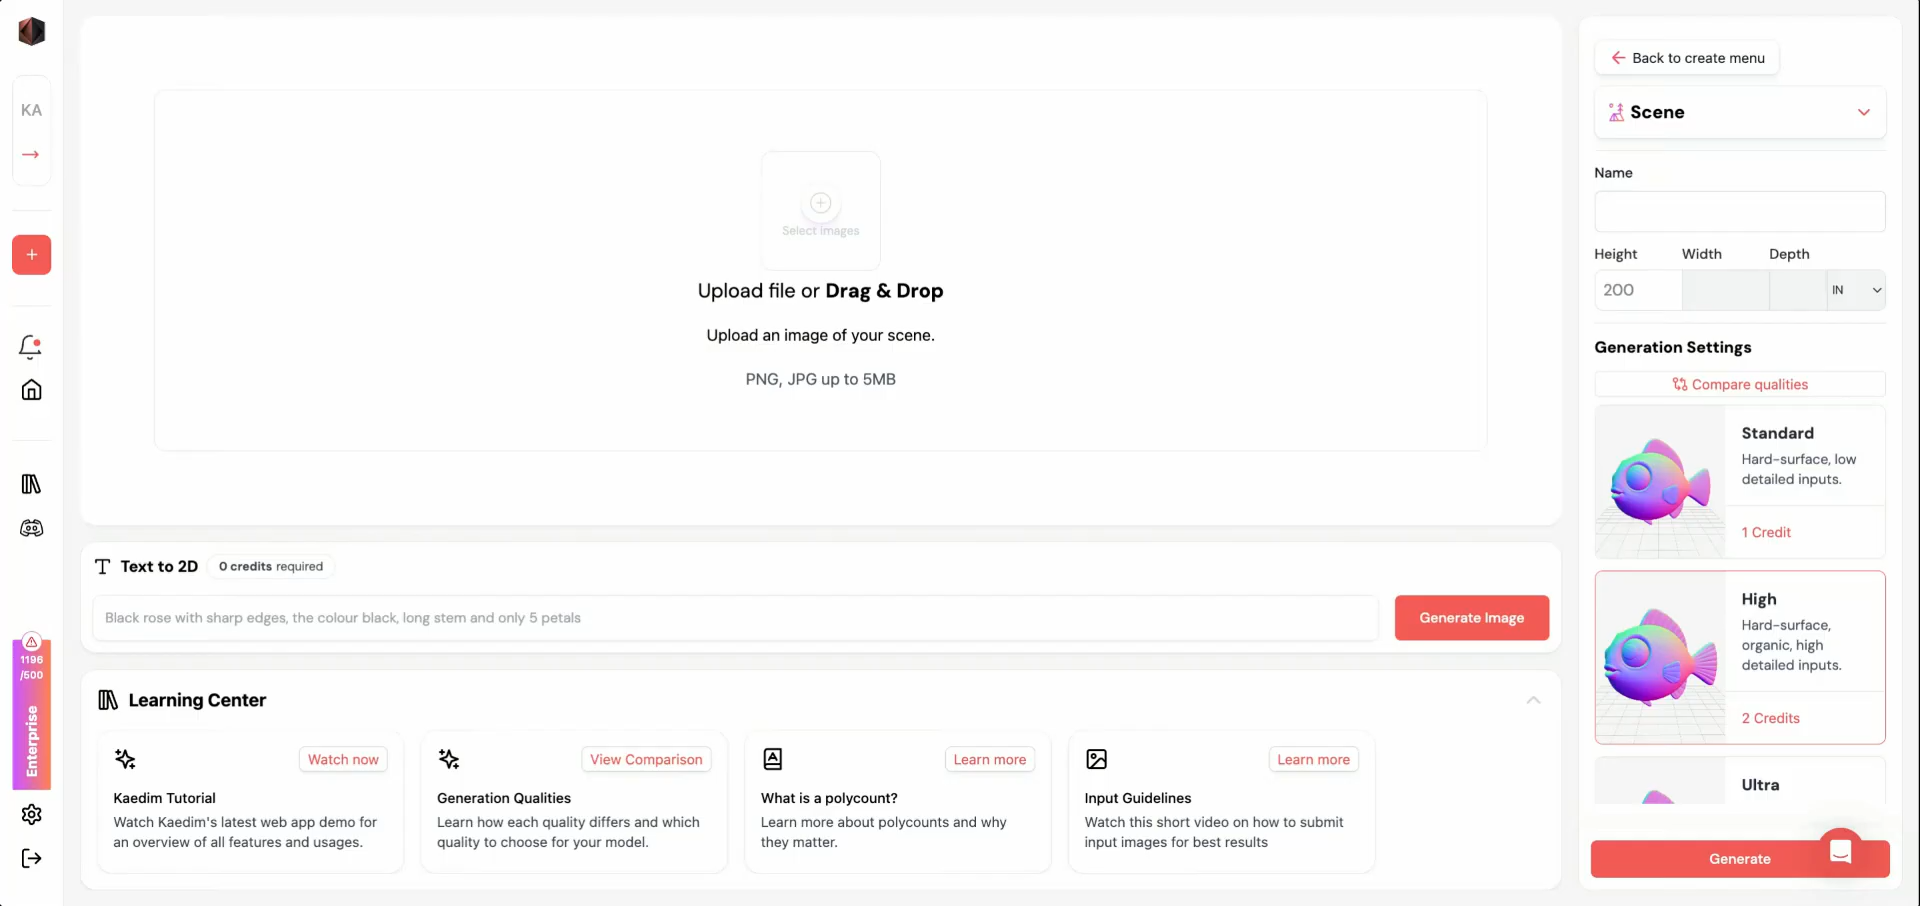 KA
1196
/500
Enterprise
Select images
Upload file or Drag & Drop
Upload an image of your scene.
PNG, JPG up to 5MB
Text to 2D
0 credits required
Black rose with sharp edges, the colour black, long stem and only 5 petals
Generate Image
Learning Center
Watch now
Kaedim Tutorial
Watch Kaedim's latest web app demo for
an overview of all features and usages.
View Comparison
Generation Qualities
Learn how each quality differs and which
quality to choose for your model.
Learn more
What is a polycount?
Learn more about polycounts and why
they matter.
Learn more
Input Guidelines
Watch this short video on how to submit
input images for best results
Back to create menu
Scene
Name
Height Width Depth
200 IN
Generation Settings
Compare qualities
Standard
Hard-surface, low
detailed inputs.
1 Credit
High
Hard-surface,
organic, high
detailed inputs.
2 Credits
Ultra
Generate